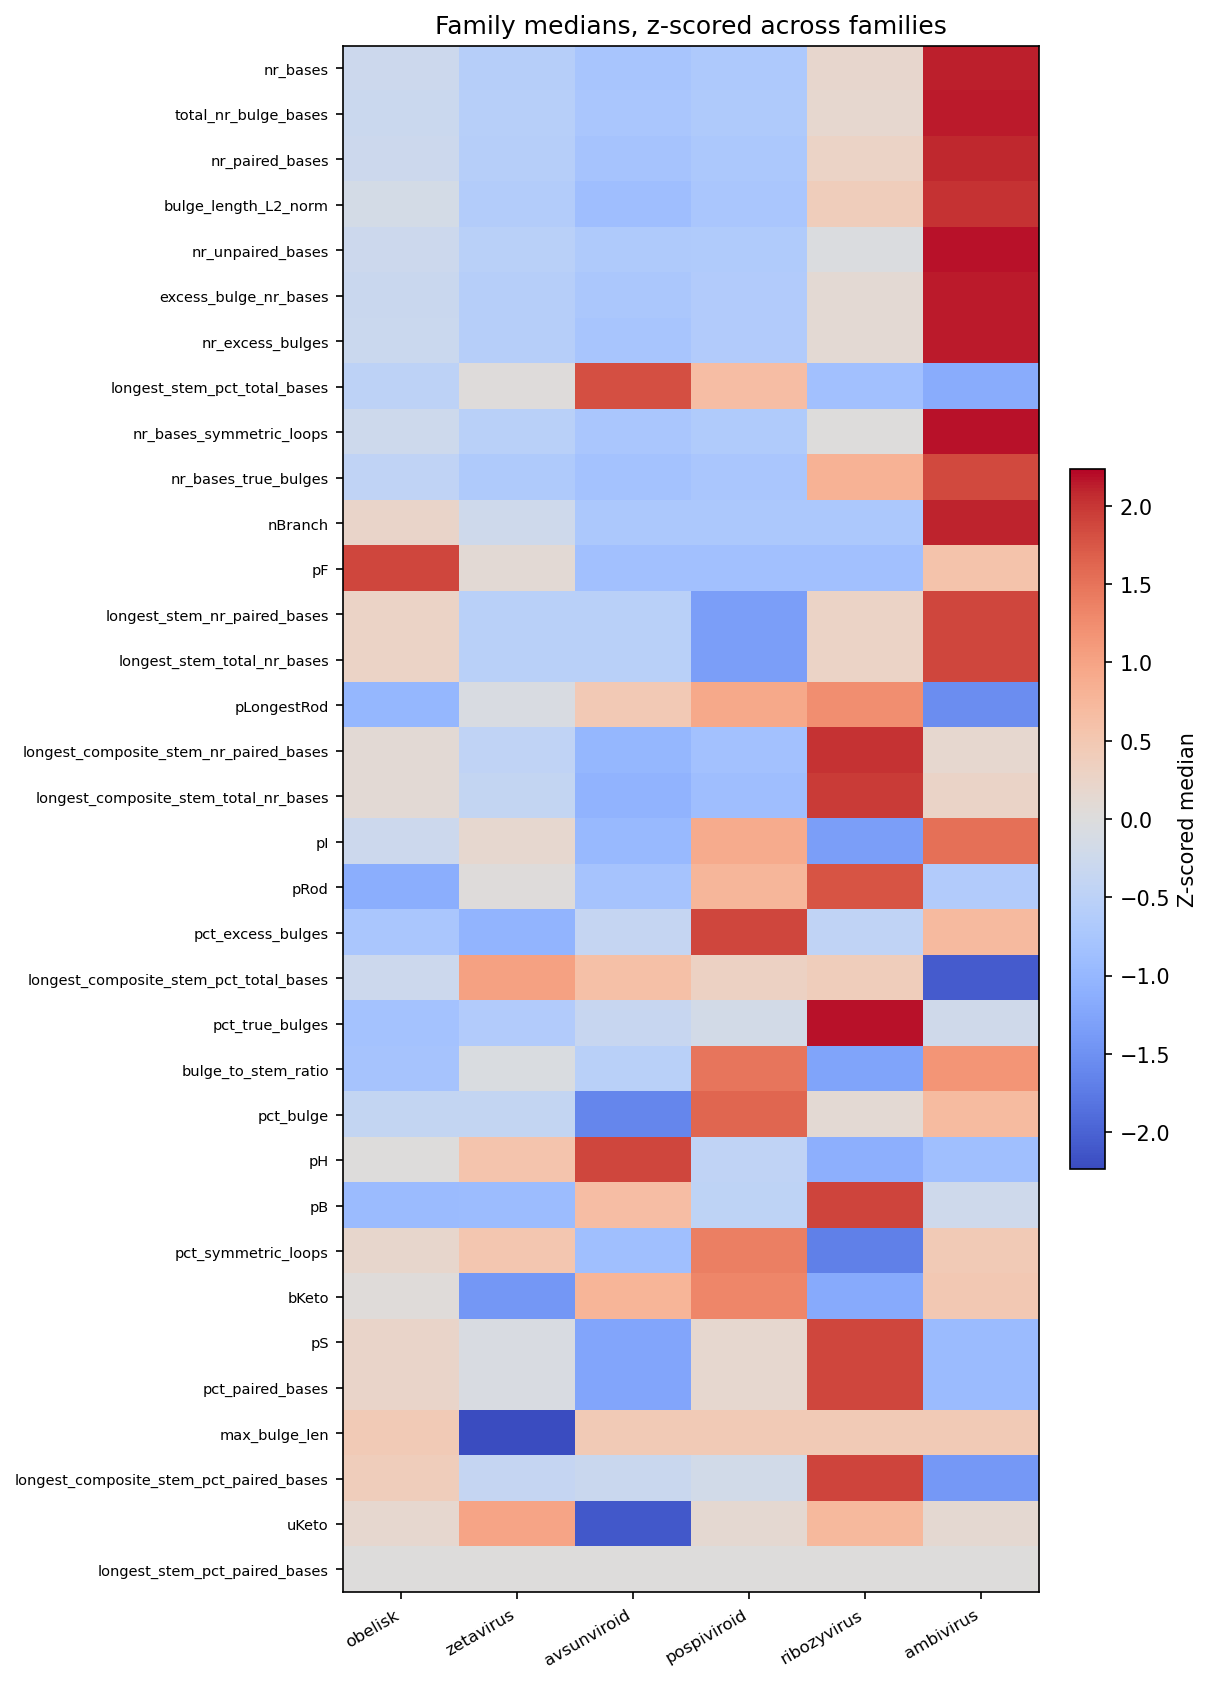 Family medians, z-scored across families
nr_bases
total_nr_bulge_bases
nr_paired_bases
bulge_length_L2_norm
nr_unpaired_bases
excess_bulge_nr_bases
nr_excess_bulges
longest_stem_pct_total_bases
nr_bases_symmetric_loops
nr_bases_true_bulges
nBranch
pF
longest_stem_nr_paired_bases
longest_stem_total_nr_bases
pLongestRod
longest_composite_stem_nr_paired_bases
longest_composite_stem_total_nr_bases
pI
pRod
pct_excess_bulges
longest_composite_stem_pct_total_bases
pct_true_bulges
bulge_to_stem_ratio
pct_bulge
pH
pB
pct_symmetric_loops
bKeto
pS
pct_paired_bases
max_bulge_len
longest_composite_stem_pct_paired_bases
uKeto
longest_stem_pct_paired_bases
obelisk
zetavirus
avsunviroid
pospiviroid
ribozyvirus
ambivirus
2.0
1.5
1.0
0.5
0.0
−0.5
−1.0
−1.5
−2.0
Z-scored median